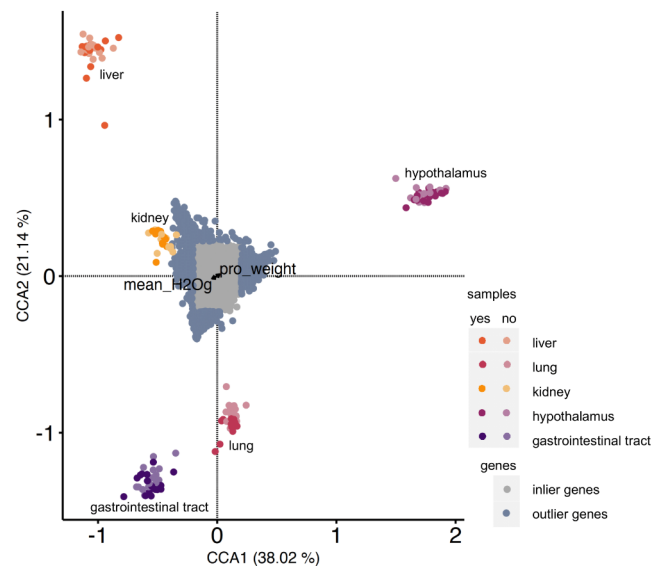 liver
1
hypothalamus
kidney
CCA2 (21.14 %)
0
pro_weight
mean_H2Og
samples
yes no
liver
lung
kidney
hypothalamus
gastrointestinal tract
-1
lung
gastrointestinal tract
genes
inlier genes
outlier genes
-1 0 1 2
CCA1 (38.02 %)